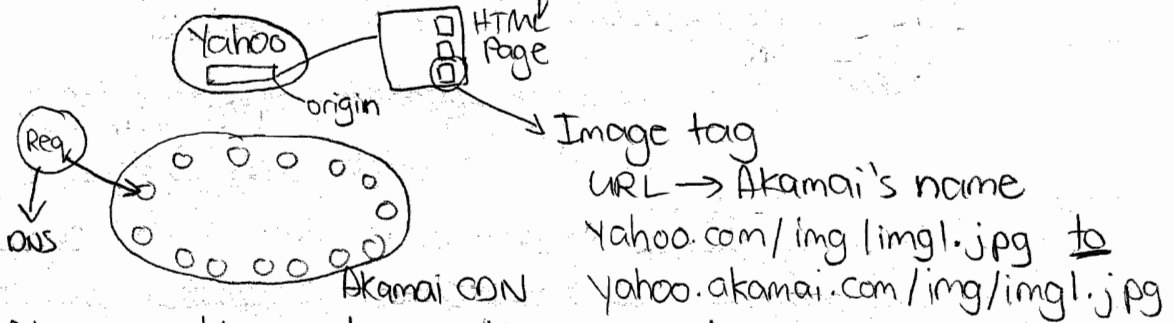 Yahoo
HTML
Page
origin
Req
DNS
Akamai CDN
Image tag
URL → Akamai's name
Yahoo.com/img/img1.jpg to
yahoo.akamai.com/img/img1.jpg